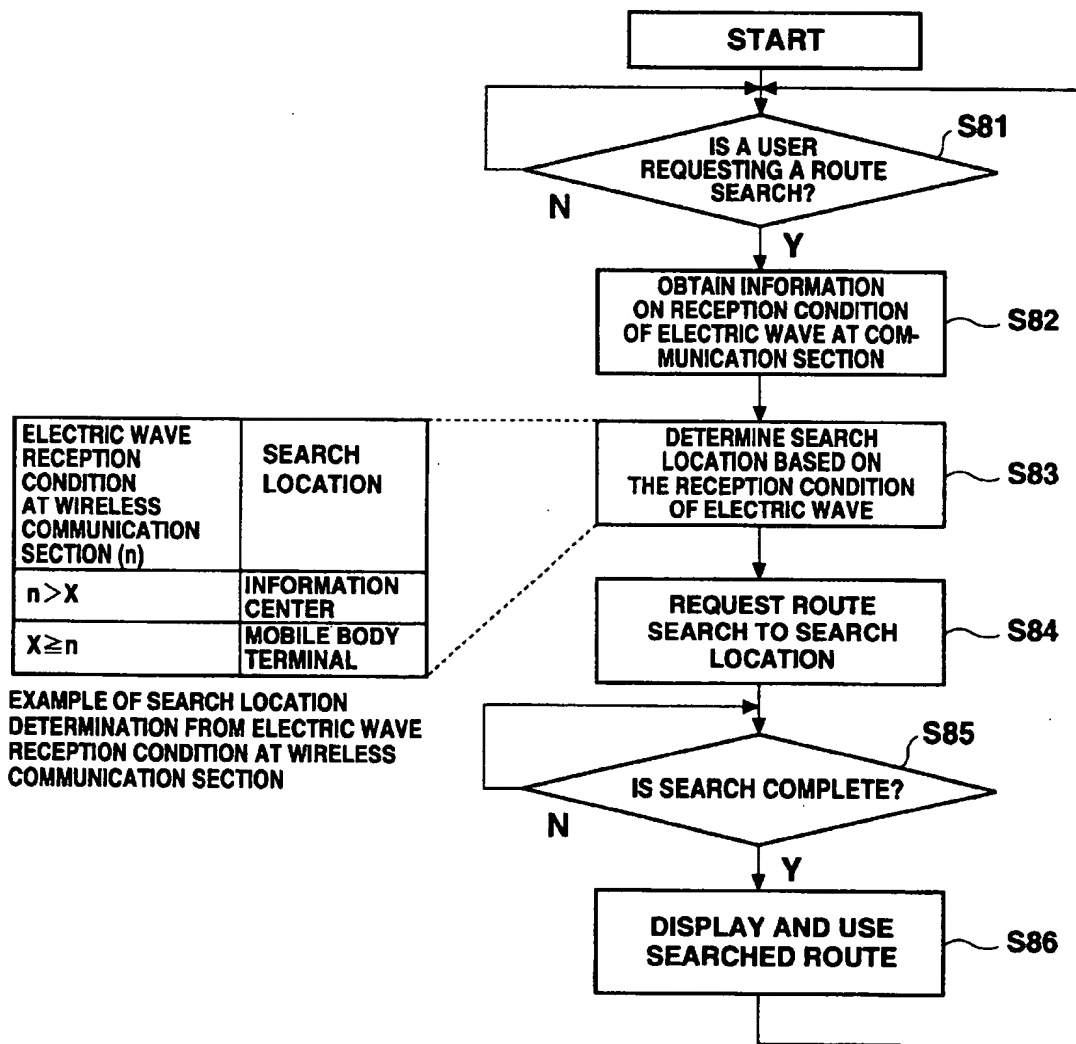 START
S81
IS A USER
REQUESTING A ROUTE
SEARCH?
N
Y
OBTAIN INFORMATION
ON RECEPTION CONDITION
OF ELECTRIC WAVE AT COM-
MUNICATION SECTION
S82
ELECTRIC WAVE
RECEPTION
CONDITION
AT WIRELESS
COMMUNICATION
SECTION (n)
SEARCH
LOCATION
n>X
INFORMATION
CENTER
X≧n
MOBILE BODY
TERMINAL
EXAMPLE OF SEARCH LOCATION
DETERMINATION FROM ELECTRIC WAVE
RECEPTION CONDITION AT WIRELESS
COMMUNICATION SECTION
DETERMINE SEARCH
LOCATION BASED ON
THE RECEPTION CONDITION
OF ELECTRIC WAVE
S83
REQUEST ROUTE
SEARCH TO SEARCH
LOCATION
S84
S85
IS SEARCH COMPLETE?
N
Y
DISPLAY AND USE
SEARCHED ROUTE
S86